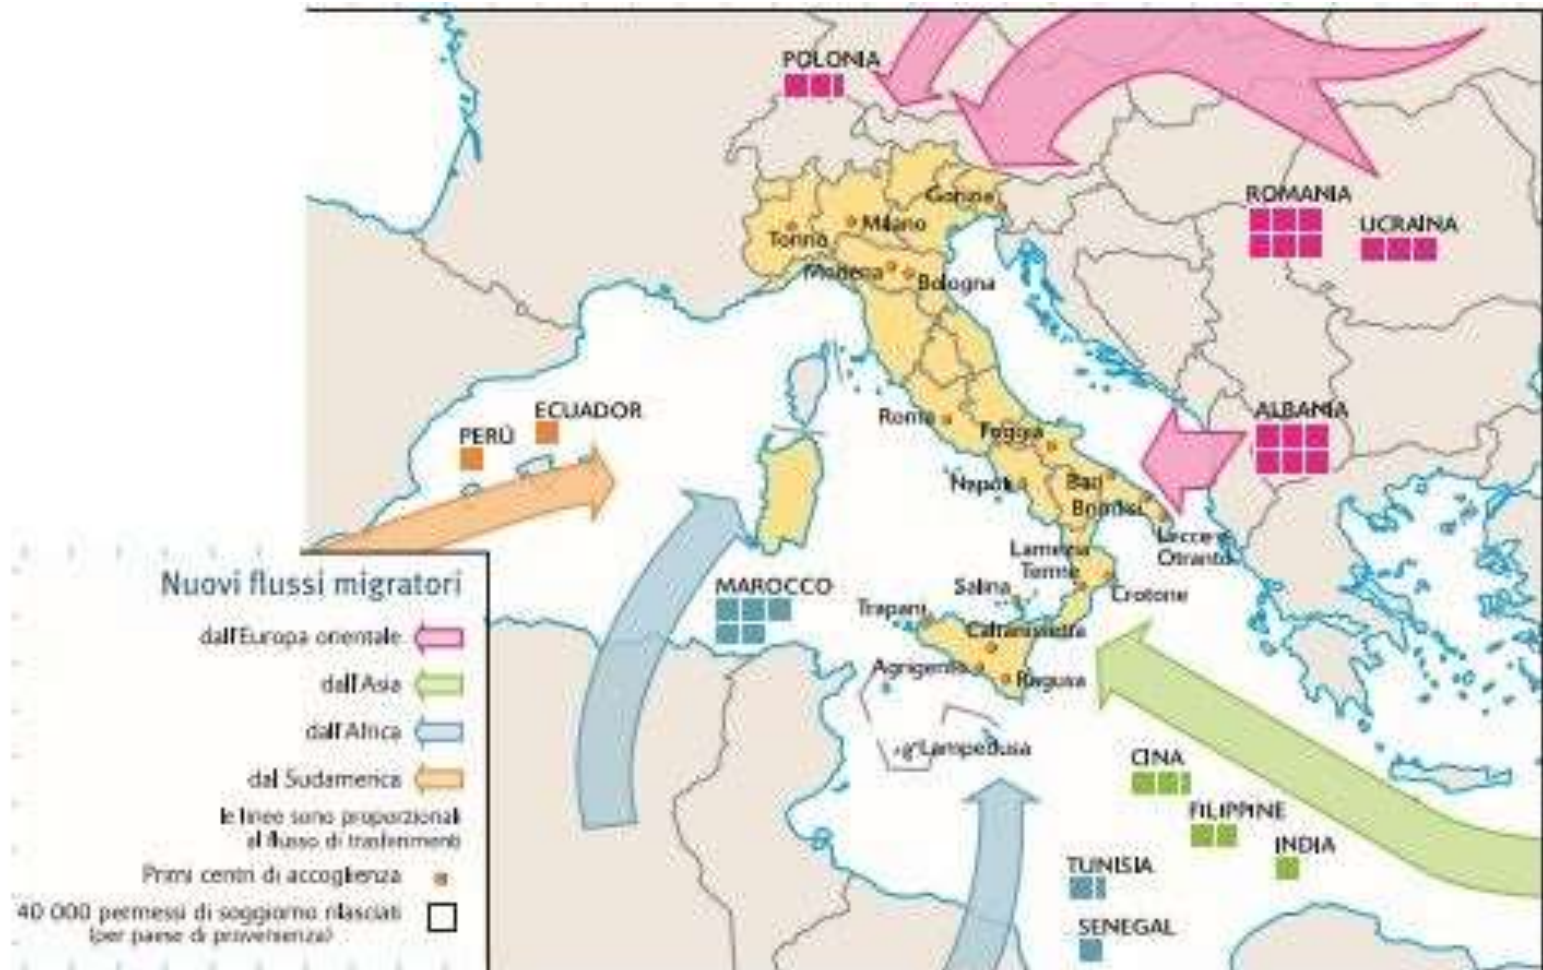 POLONIA
ROMANIA
UCRAINA
Gorizia
Milano
Torino
Modena
Bologna
ECUADOR
PERÙ
ALBANIA
Roma
Foggia
Napoli
Bari
Brindisi
Lecce e
Otranto
Lamezia
Terme
Crotone
Salina
MAROCCO
Trapani
Caltanissetta
Agrigento
Ragusa
Lampedusa
CINA
FILIPPINE
INDIA
TUNISIA
SENEGAL
Nuovi flussi migratori
dall'Europa orientale
dall'Asia
dall'Africa
dal Sudamerica
le linee sono proporzionali
al flusso di trasferimenti
Primi centri di accoglienza
40 000 permessi di soggiorno rilasciati
(per paese di provenienza)